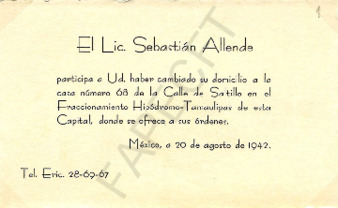 1
El Lic. Sebastián Allende
participa a Ud. haber cambiado su domicilio a la
casa número 68 de la Calle de Saltillo en el
Fraccionamiento Hipódromo-Tamaulipas de esta
Capital, donde se ofrece a sus órdenes.
México, a 20 de agosto de 1942.
Tel. Eric. 28-69-67
FAPECFT